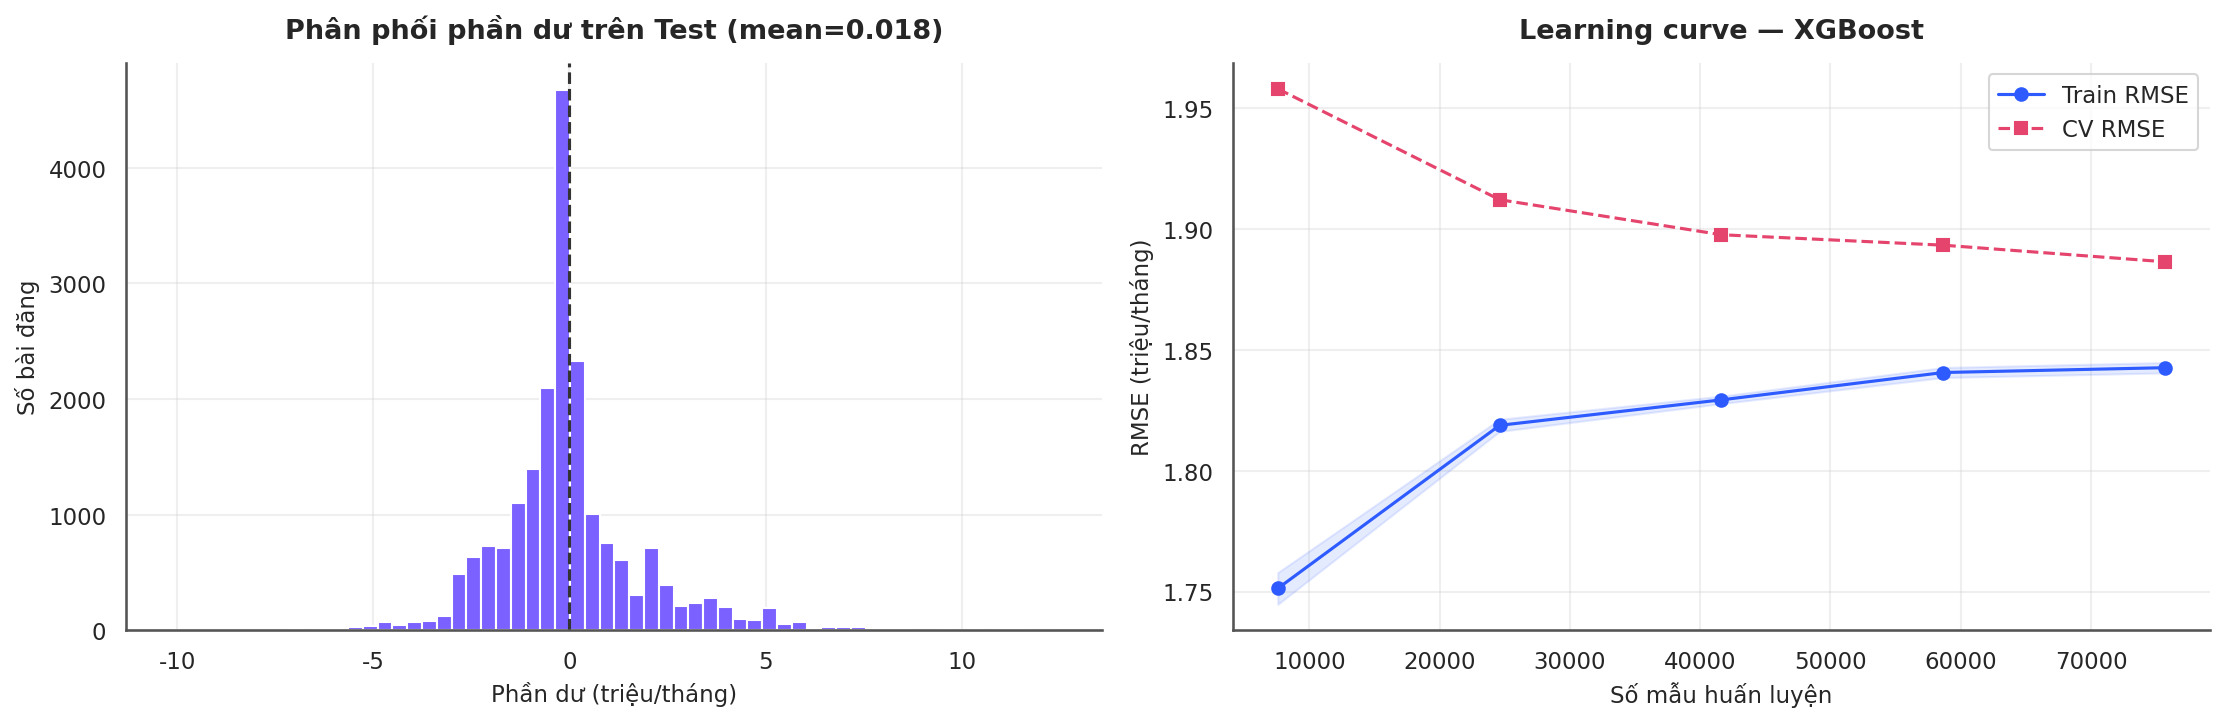 Phân phối phần dư trên Test (mean=0.018)
Số bài đăng
4000
3000
2000
1000
0
-10
-5
0
5
10
Phần dư (triệu/tháng)
Learning curve — XGBoost
Train RMSE
CV RMSE
RMSE (triệu/tháng)
1.95
1.90
1.85
1.80
1.75
10000
20000
30000
40000
50000
60000
70000
Số mẫu huấn luyện